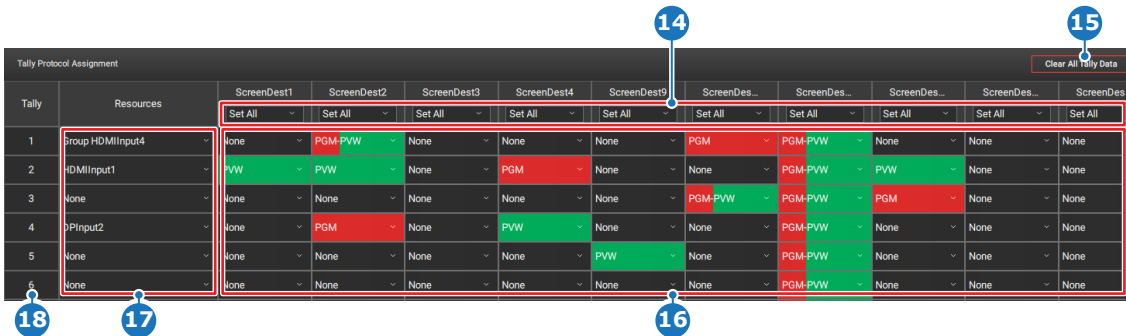 14 15
Tally Protocol Assignment Clear All Tally Data
Tally Resources ScreenDest1 ScreenDest2 ScreenDest3 ScreenDest4 ScreenDest9 ScreenDes... ScreenDes... ScreenDes... ScreenDes... ScreenDes
Set All Set All Set All Set All Set All Set All Set All Set All Set All Set All
1 Group HDMIInput4 None PGM-PVW None None None PGM PGM-PVW None None None
2 HDMIInput1 PVW PVW None PGM None None PGM-PVW PVW None None
3 None None None None None None PGM-PVW PGM-PVW PGM None None
4 DPInput2 None PGM None PVW None None PGM-PVW None None None
5 None None None None None PVW None PGM-PVW None None None
6 None None None None None None None PGM-PVW None None None
18 17 16